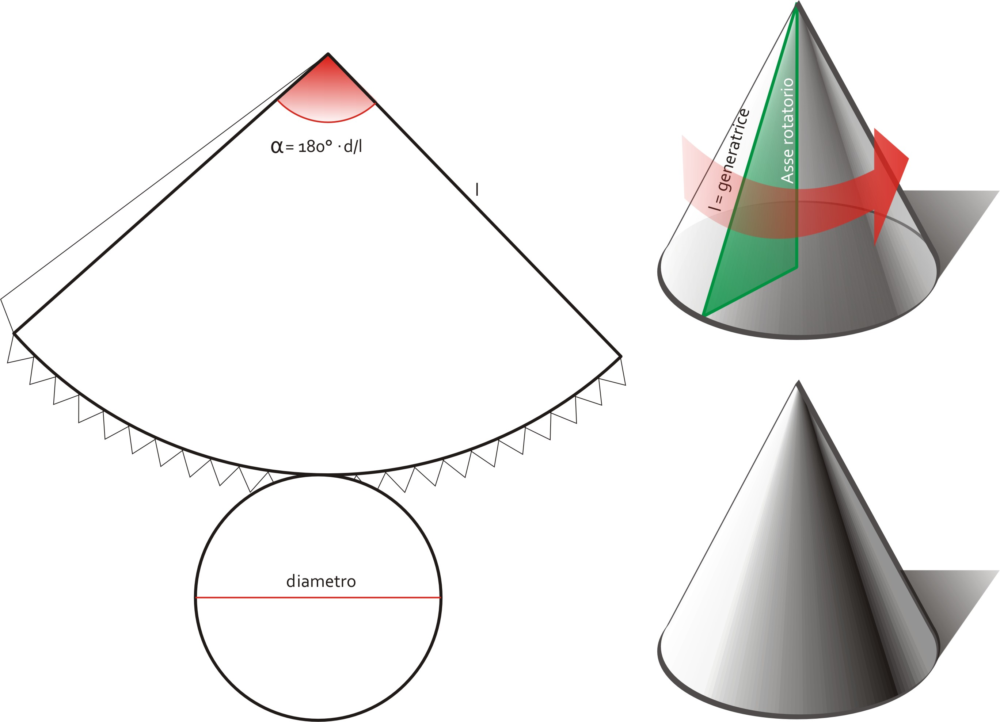 α= 180° · d/l
l
diametro
l = generatrice
Asse rotatorio